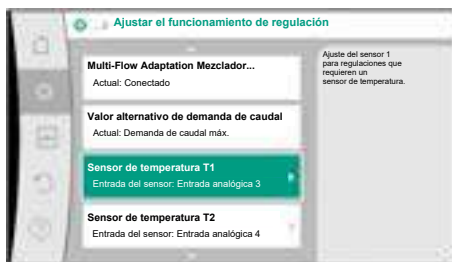 Ajustar el funcionamiento de regulación
Multi-Flow Adaptation Mezclador...
Actual: Conectado
Valor alternativo de demanda de caudal
Actual: Demanda de caudal máx.
Sensor de temperatura T1
Entrada del sensor: Entrada analógica 3
Sensor de temperatura T2
Entrada del sensor: Entrada analógica 4
Ajuste del sensor 1
para regulaciones que
requieren un
sensor de temperatura.